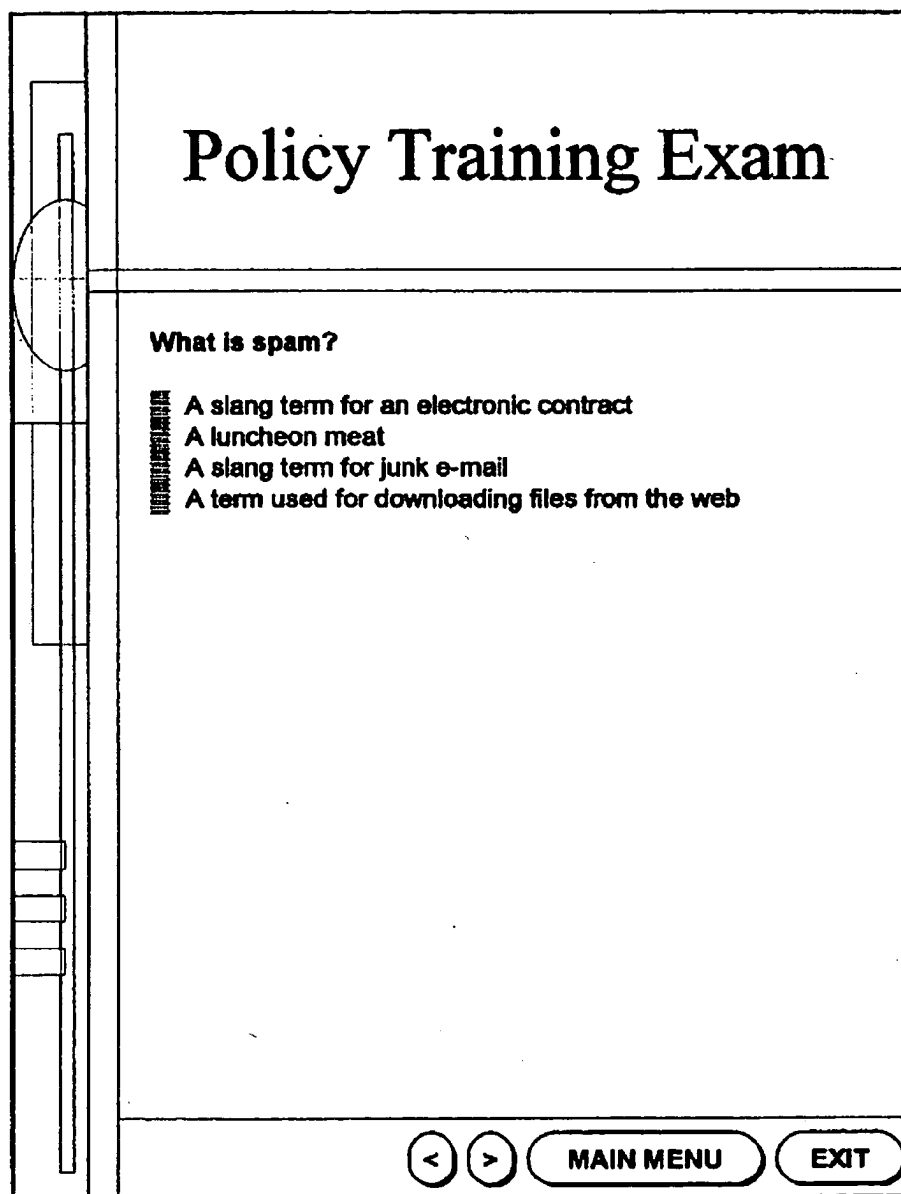 Policy Training Exam
What is spam?
A slang term for an electronic contract
A luncheon meat
A slang term for junk e-mail
A term used for downloading files from the web
< > MAIN MENU EXIT